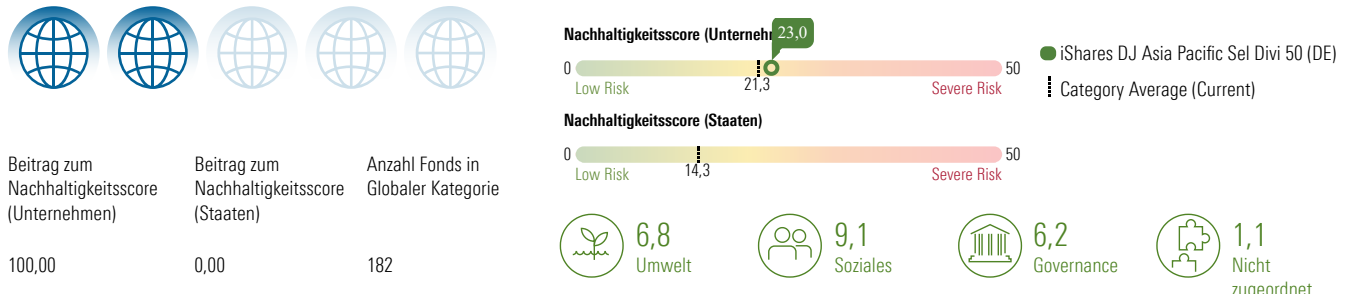 Beitrag zum
Nachhaltigkeitsscore
(Unternehmen)
100,00
Beitrag zum
Nachhaltigkeitsscore
(Staaten)
0,00
Anzahl Fonds in
Globaler Kategorie
182
Nachhaltigkeitsscore (Unternehm
23,0
0
50
Low Risk
21,3
Severe Risk
iShares DJ Asia Pacific Sel Divi 50 (DE)
Category Average (Current)
Nachhaltigkeitsscore (Staaten)
0
50
Low Risk
14,3
Severe Risk
6,8
Umwelt
9,1
Soziales
6,2
Governance
1,1
Nicht
zugeordnet